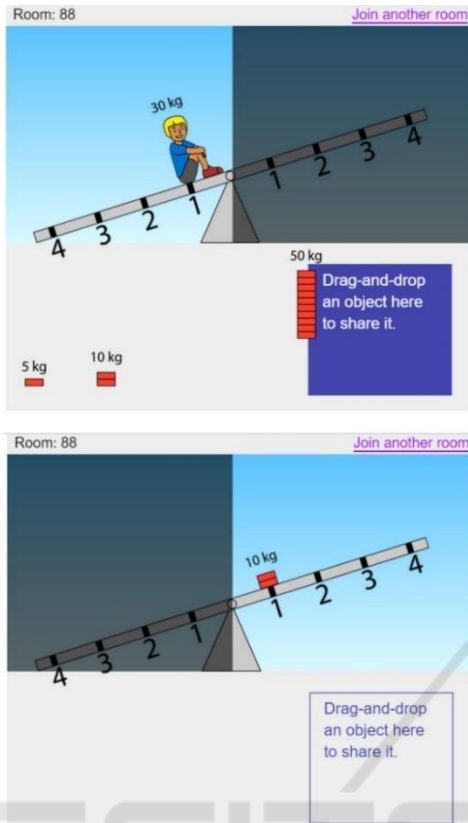 Room: 88 Join another room
30 kg
4 3 2 1 1 2 3 4
50 kg
Drag-and-drop
an object here
to share it.
5 kg 10 kg
Room: 88 Join another room
10 kg
4 3 2 1 1 2 3 4
Drag-and-drop
an object here
to share it.